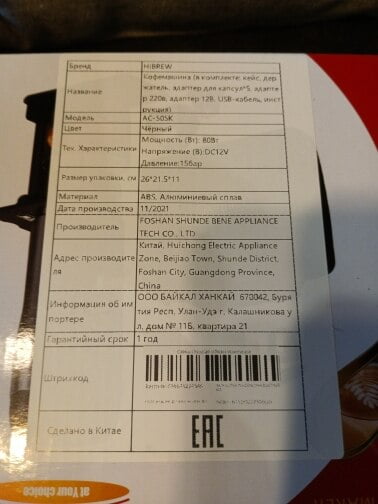 Бренд HiBREW
Кофемашина (в комплекте: кейс, дер
жатель, адаптер для капсул*5, адапте
Название р 220в, адаптер 12В, USB-кабель, инст
рукция)
Модель AC-505K
Цвет Чёрный
Мощность (Вт): 80Вт
Тех. Характеристики Напряжение (В):DC12V
Давление:15бар
Размер упаковки, см 26*21.5*11
Материал ABS, Алюминиевый сплав
Дата производства 11/2021
Производитель FOSHAN SHUNDE BENE APPLIANCE
TECH CO., LTD
Китай, Huichong Electric Appliance
Адрес производите Zone, Beijiao Town, Shunde District,
ля Foshan City, Guangdong Province,
China
Информация об им ООО БАЙКАЛ ХАНКАЙ 670042, Буря
портере тия Респ, Улан-Удэ г, Калашникова у
л, дом № 11Б, квартира 21
Гарантийный срок 1 год
Штрихкод
Сделано в Китае EAC
at Your choice
MAKER